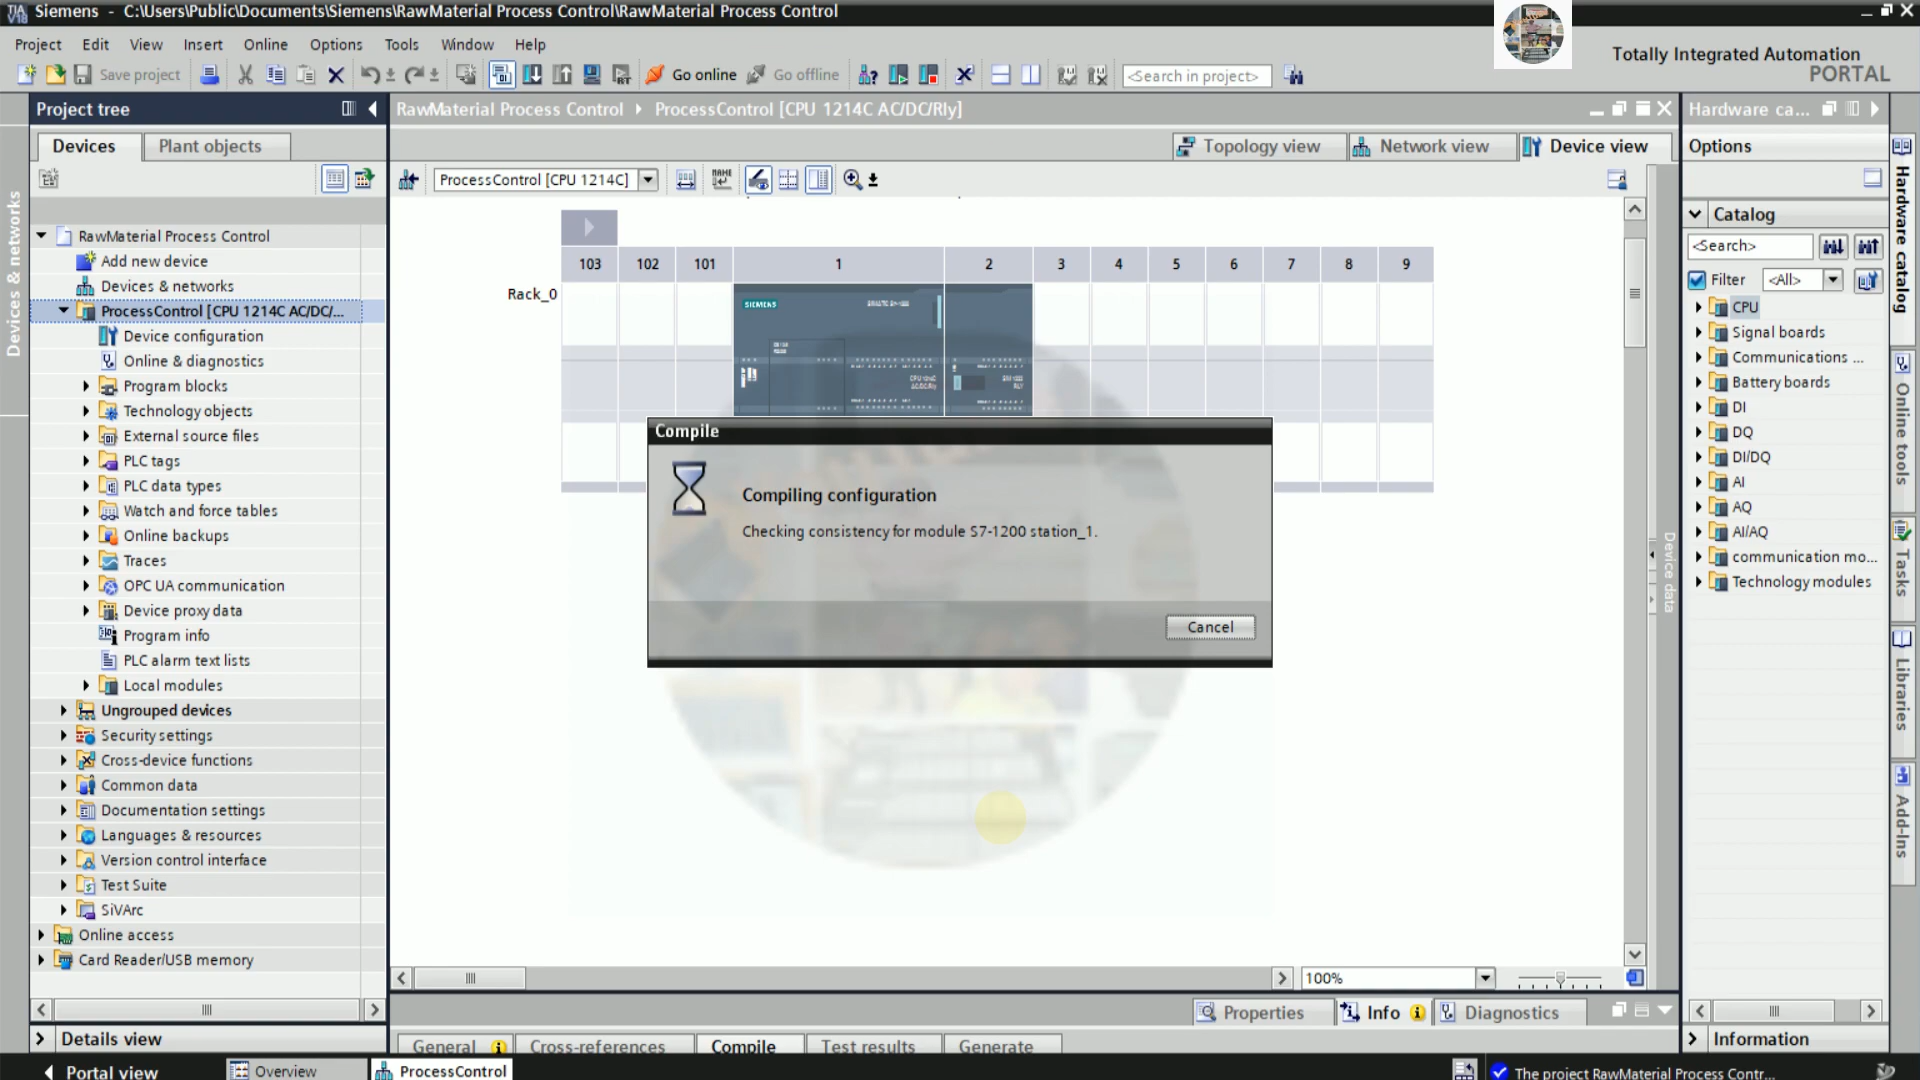 Siemens - C:\Users\Public\Documents\Siemens\RawMaterial Process Control\RawMaterial Process Control
Project Edit View Insert Online Options Tools Window Help
Totally Integrated Automation
PORTAL
Save project
Go online
Go offline
<Search in project>
Project tree
RawMaterial Process Control ProcessControl [CPU 1214C AC/DC/Rly]
Hardware ca...
Devices
Plant objects
Topology view
Network view
Device view
Options
ProcessControl [CPU 1214C]
Devices & networks
RawMaterial Process Control
Add new device
Devices & networks
ProcessControl [CPU 1214C AC/DC/...
Device configuration
Online & diagnostics
Program blocks
Technology objects
External source files
PLC tags
PLC data types
Watch and force tables
Online backups
Traces
OPC UA communication
Device proxy data
Program info
PLC alarm text lists
Local modules
Ungrouped devices
Security settings
Cross-device functions
Common data
Documentation settings
Languages & resources
Version control interface
Test Suite
SiVArc
Online access
Card Reader/USB memory
Details view
103 102 101 1 2 3 4 5 6 7 8 9
Rack_0
SIEMENS
Compile
Compiling configuration
Checking consistency for module S7-1200 station_1.
Cancel
100%
Device data
Properties
Info
Diagnostics
General
Cross-references
Compile
Test results
Generate
Catalog
<Search>
Filter
<All>
CPU
Signal boards
Communications ...
Battery boards
DI
DQ
DI/DQ
AI
AQ
AI/AQ
communication mo...
Technology modules
Information
Hardware catalog
Online tools
Tasks
Libraries
Add-Ins
Portal view
Overview
ProcessControl
The project RawMaterial Process Contr...